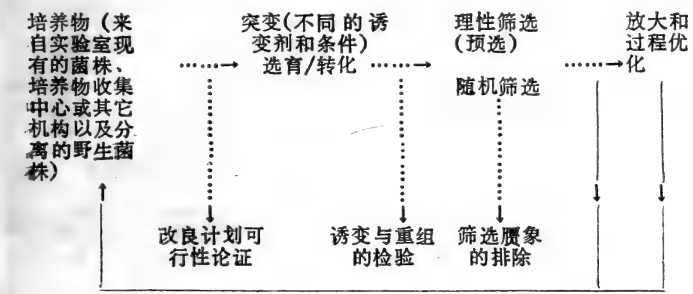 培养物（来
自实验室现
有的菌株、
培养物收集
中心或其它
机构以及分
离的野生菌
株）
突变(不同的诱
变剂和条件)
选育/转化
理性筛选
(预选)
随机筛选
放大和
过程优
化
改良计划可
行性论证
诱变与重组
的检验
筛选赝象
的排除